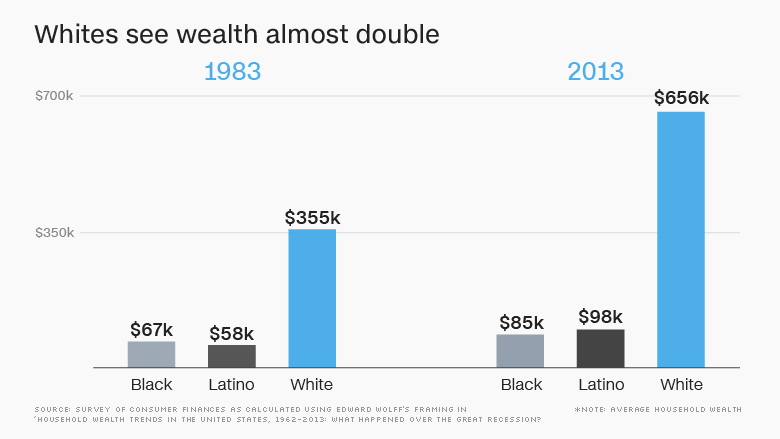 Whites see wealth almost double
1983
2013
$700k
$656k
$355k
$350k
$67k
$58k
$85k
$98k
Black Latino White
Black Latino White
SOURCE: SURVEY OF CONSUMER FINANCES AS CALCULATED USING EDWARD WOLFF'S FRAMING IN
'HOUSEHOLD WEALTH TRENDS IN THE UNITED STATES, 1962-2013: WHAT HAPPENED OVER THE GREAT RECESSION?
*NOTE: AVERAGE HOUSEHOLD WEALTH